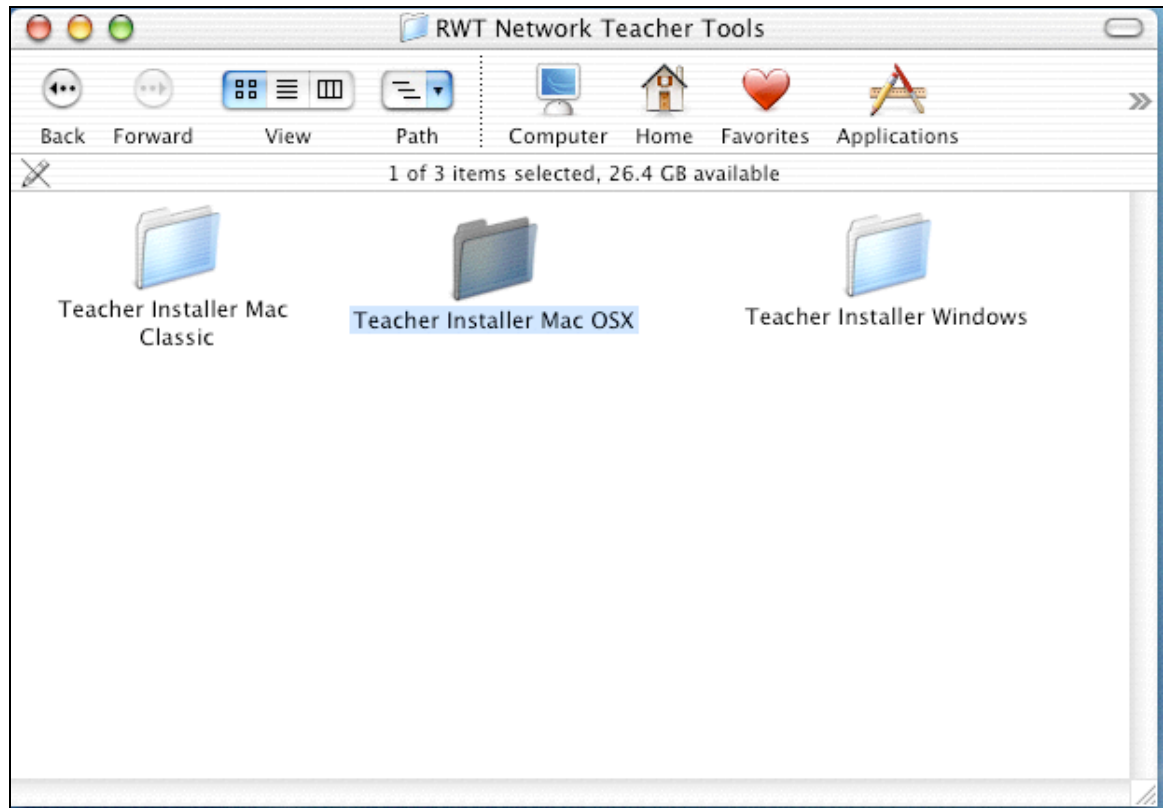 RWT Network Teacher Tools
Back Forward View Path Computer Home Favorites Applications
1 of 3 items selected, 26.4 GB available
Teacher Installer Mac
Classic
Teacher Installer Mac OSX
Teacher Installer Windows